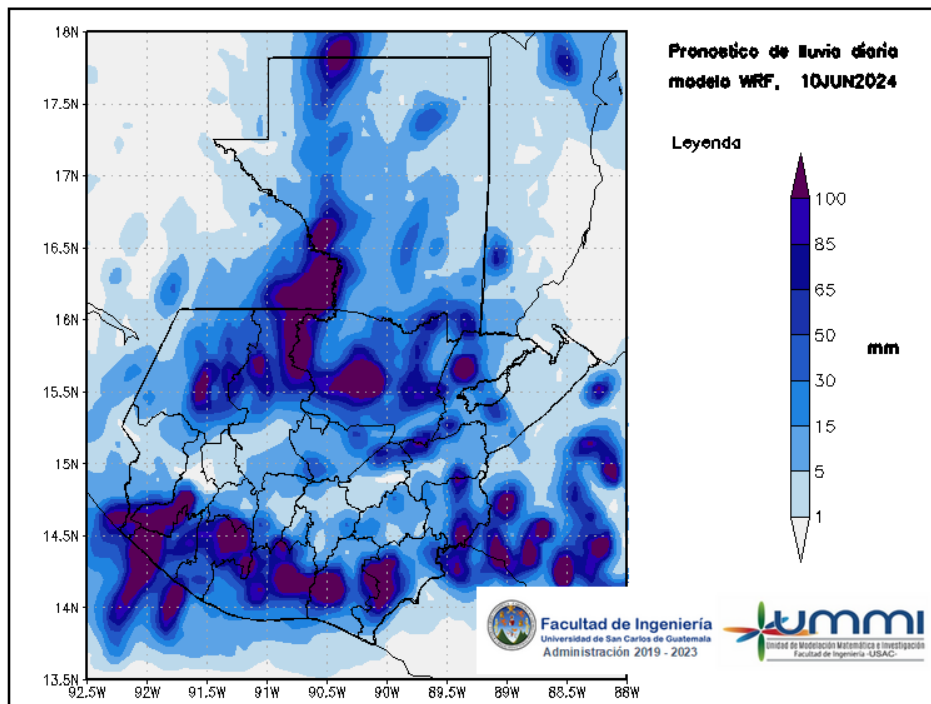 Pronostico de lluvia diaria
modelo WRF, 10JUN2024
Leyenda
100
85
65
50
30
15
5
1
mm
18N
17.5N
17N
16.5N
16N
15.5N
15N
14.5N
14N
13.5N
92.5W
92W
91.5W
91W
90.5W
90W
89.5W
89W
88.5W
88W
Facultad de Ingeniería
Universidad de San Carlos de Guatemala
Administración 2019 - 2023
UMMI
Unidad de Modelación Matemática e Investigación
Facultad de Ingeniería -USAC-